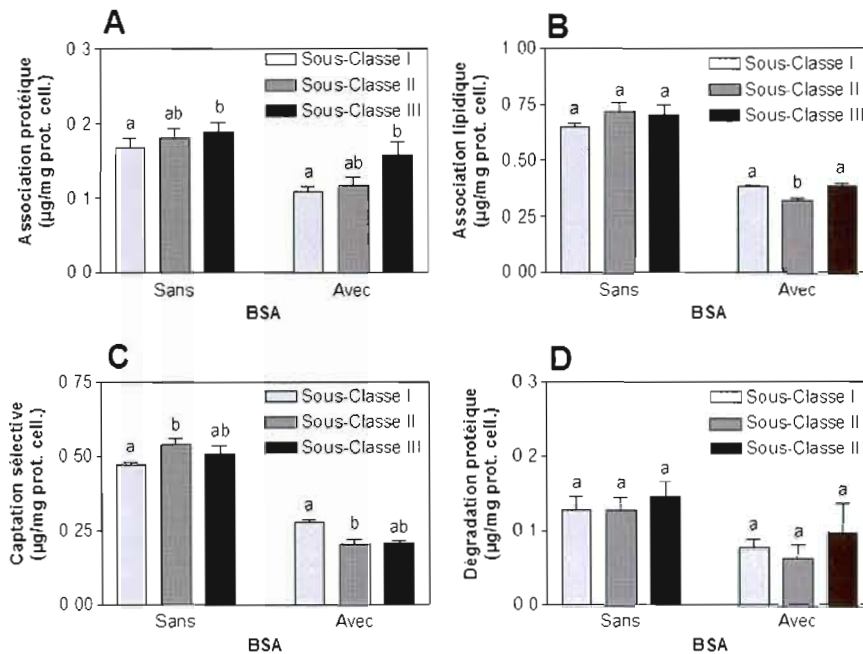 A
Association protéique
(µg/mg prot. cell.)
0 3
0 2
0 1
0 0
Sous-Classe I
Sous-Classe II
Sous-Classe III
a ab b
a ab b
Sans Avec
BSA
B
Association lipidique
(µg/mg prot. cell.)
1 00
0.75
0.50
0 25
0 00
Sous-Classe I
Sous-Classe II
Sous-Classe III
a a a
a b a
Sans Avec
BSA
C
Captation sélective
(µg/mg prot. cell.)
0 75
0 50
0.25
0 00
Sous-Classe I
Sous-Classe II
Sous-Classe III
a b ab
a b ab
Sans Avec
BSA
D
Dégradation protéique
(µg/mg prot. cell.)
0 3
0 2
0 1
0 0
Sous-Classe I
Sous-Classe II
Sous-Classe II
a a a
a a a
Sans Avec
BSA